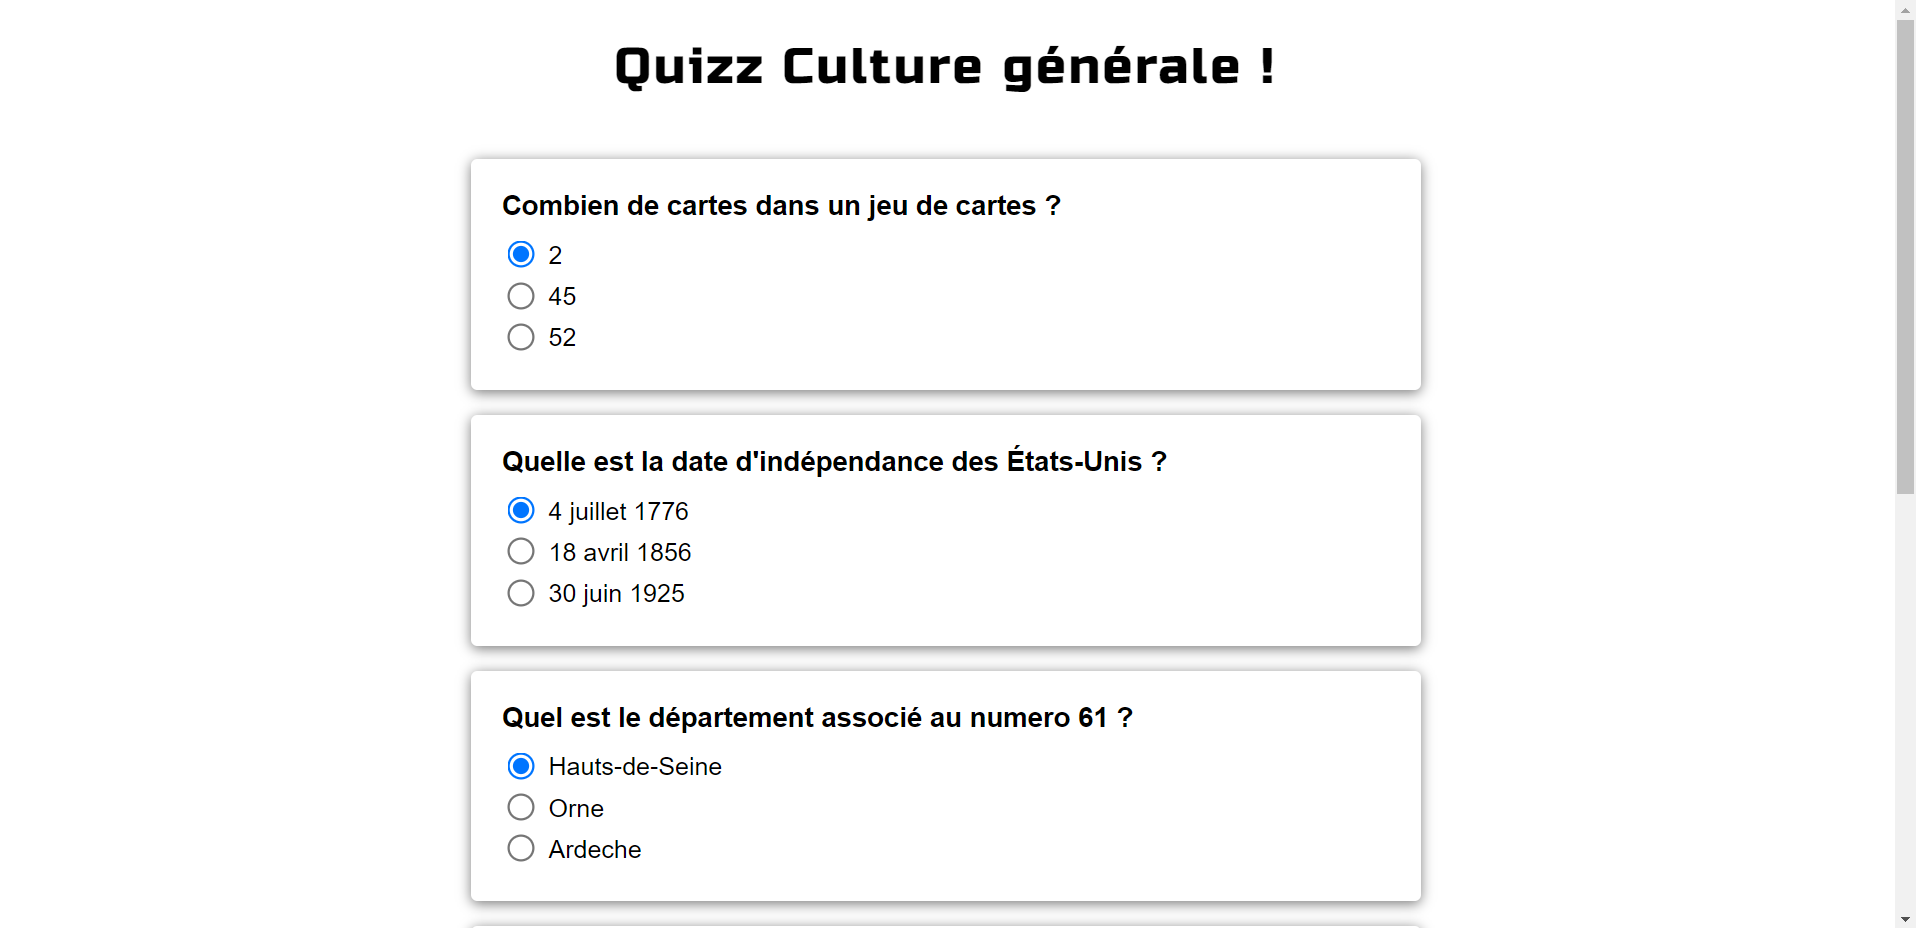 Quizz Culture générale !
Combien de cartes dans un jeu de cartes ?
2
45
52
Quelle est la date d'indépendance des États-Unis ?
4 juillet 1776
18 avril 1856
30 juin 1925
Quel est le département associé au numero 61 ?
Hauts-de-Seine
Orne
Ardeche